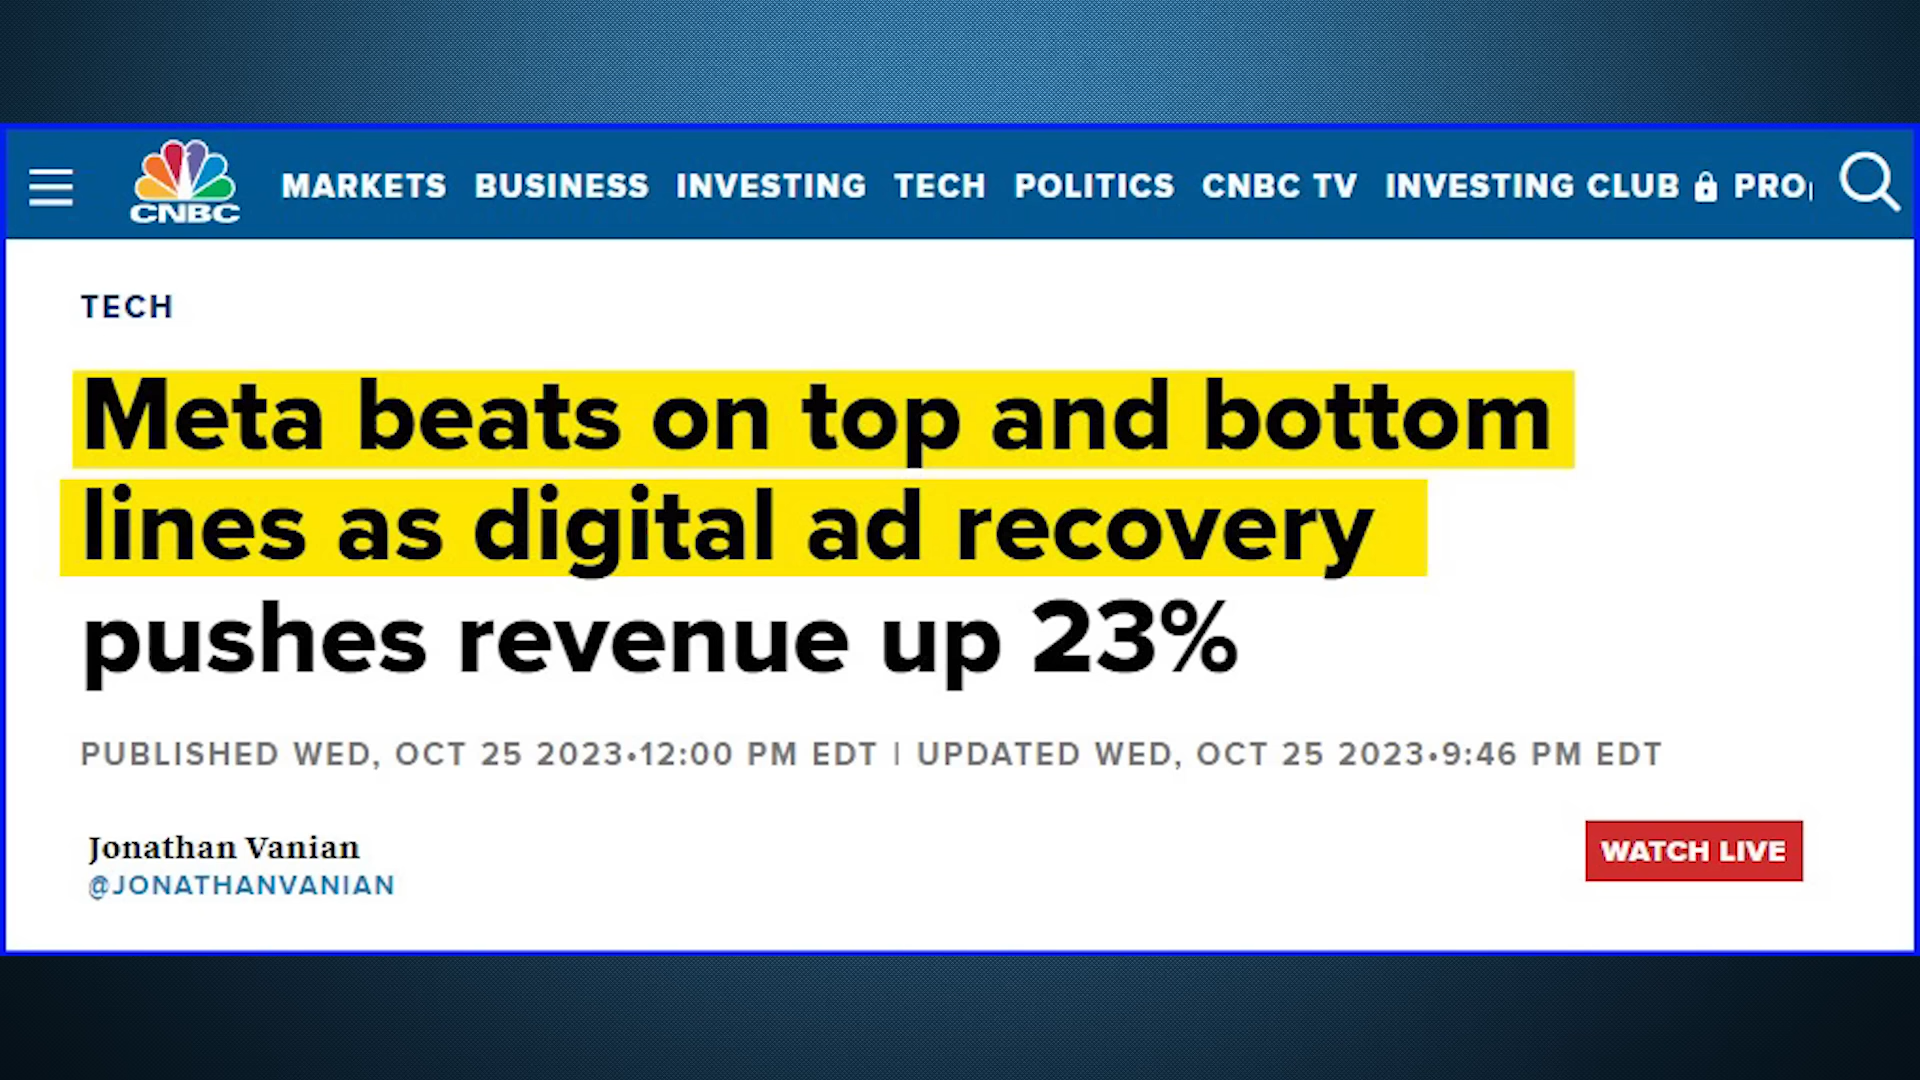 CNBC
MARKETS BUSINESS INVESTING TECH POLITICS CNBC TV INVESTING CLUB PRO
TECH
Meta beats on top and bottom
lines as digital ad recovery
pushes revenue up 23%
PUBLISHED WED, OCT 25 2023•12:00 PM EDT | UPDATED WED, OCT 25 2023•9:46 PM EDT
Jonathan Vanian
@JONATHANVANIAN
WATCH LIVE